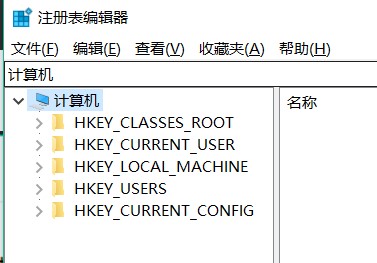 注册表编辑器
文件(F) 编辑(E) 查看(V) 收藏夹(A) 帮助(H)
计算机
计算机 名称
HKEY_CLASSES_ROOT
HKEY_CURRENT_USER
HKEY_LOCAL_MACHINE
HKEY_USERS
HKEY_CURRENT_CONFIG